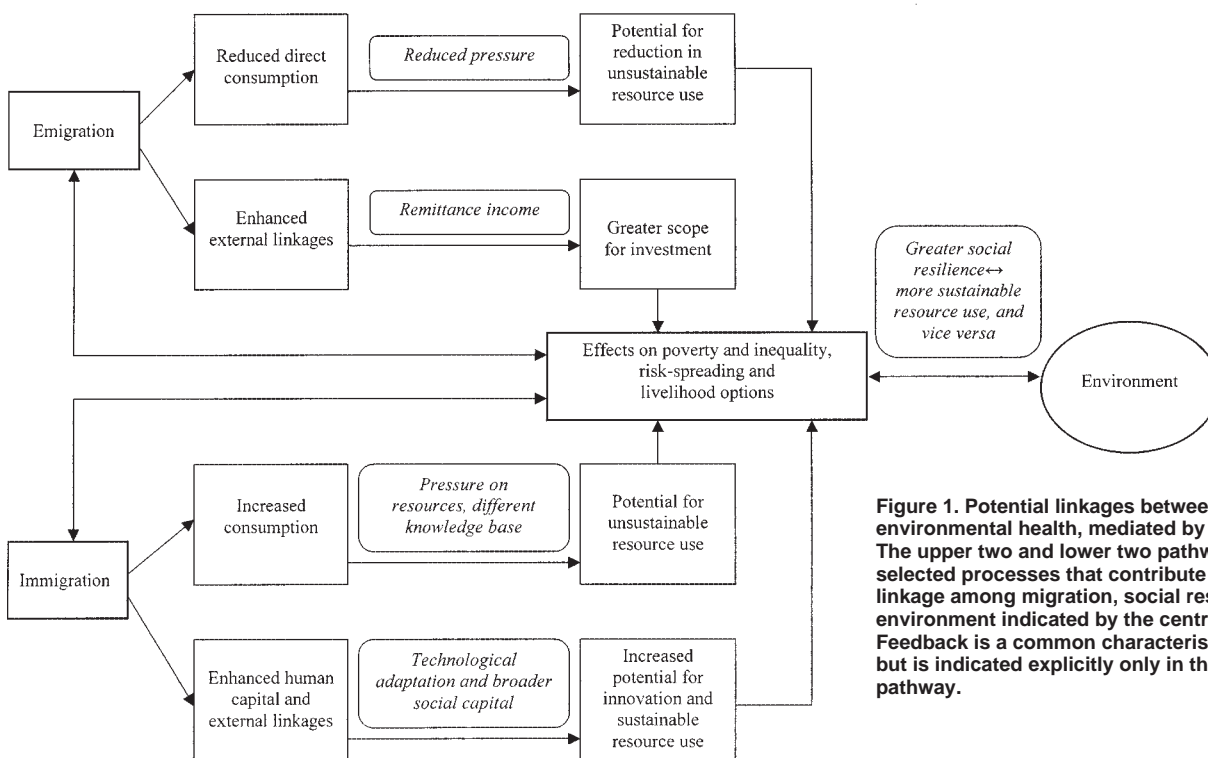 Reduced direct
consumption
Reduced pressure
Potential for
reduction in
unsustainable
resource use
Emigration
Enhanced
external linkages
Remittance income
Greater scope
for investment
Greater social
resilience↔
more sustainable
resource use, and
vice versa
Effects on poverty and inequality,
risk-spreading and
livelihood options
Environment
Increased
consumption
Pressure on
resources, different
knowledge base
Potential for
unsustainable
resource use
Immigration
Enhanced human
capital and
external linkages
Technological
adaptation and broader
social capital
Increased
potential for
innovation and
sustainable
resource use
Figure 1. Potential linkages between
environmental health, mediated by
The upper two and lower two pathw
selected processes that contribute
linkage among migration, social res
environment indicated by the centr
Feedback is a common characteris
but is indicated explicitly only in th
pathway.